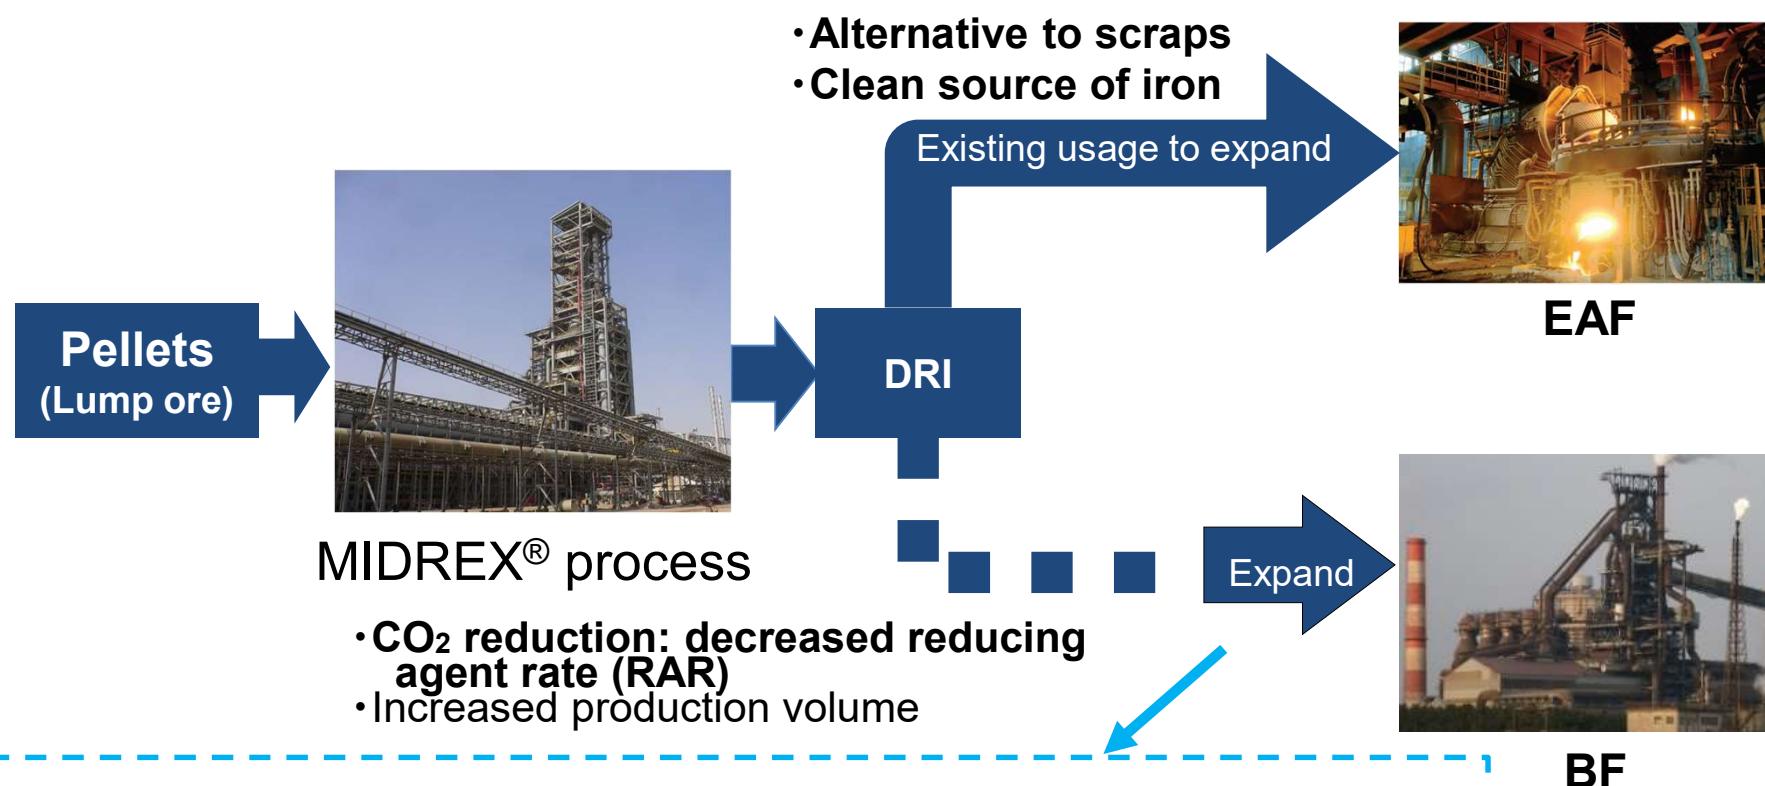 ・Alternative to scraps
・Clean source of iron
Existing usage to expand
EAF
Pellets
(Lump ore)
DRI
MIDREX® process
Expand
・CO₂ reduction: decreased reducing
agent rate (RAR)
・Increased production volume
BF